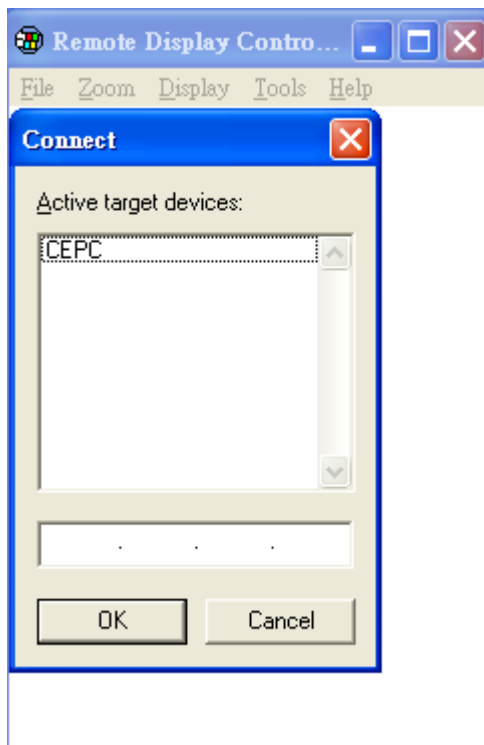 Remote Display Contro...
File Zoom Display Tools Help
Connect
Active target devices:
CEPC
. . .
OK Cancel